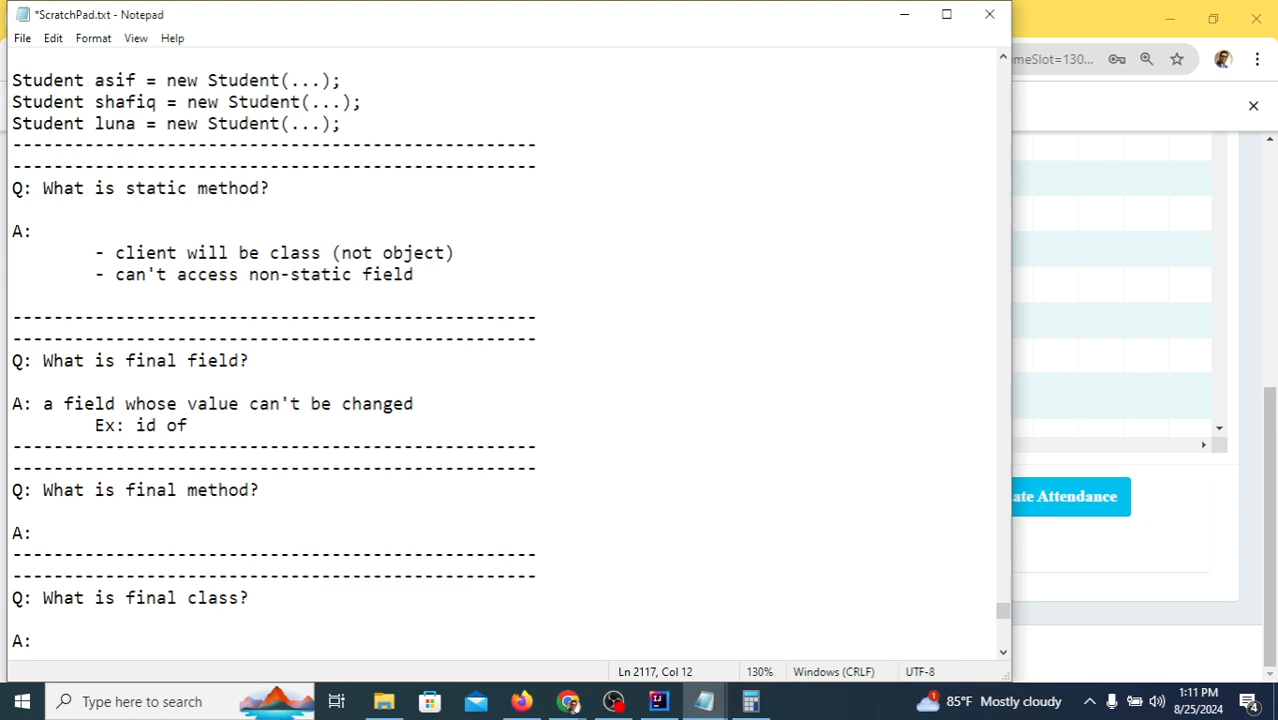 *ScratchPad.txt - Notepad
File Edit Format View Help
imeSlot=130...
Student asif = new Student(...);
Student shafiq = new Student(...);
Student luna = new Student(...);
----------------------------------------------------
----------------------------------------------------
Q: What is static method?
A:
- client will be class (not object)
- can't access non-static field
----------------------------------------------------
----------------------------------------------------
Q: What is final field?
A: a field whose value can't be changed
Ex: id of
----------------------------------------------------
----------------------------------------------------
Q: What is final method?
A:
----------------------------------------------------
----------------------------------------------------
Q: What is final class?
A:
ate Attendance
Ln 2117, Col 12 130% Windows (CRLF) UTF-8
Type here to search
85°F Mostly cloudy
1:11 PM
8/25/2024
4